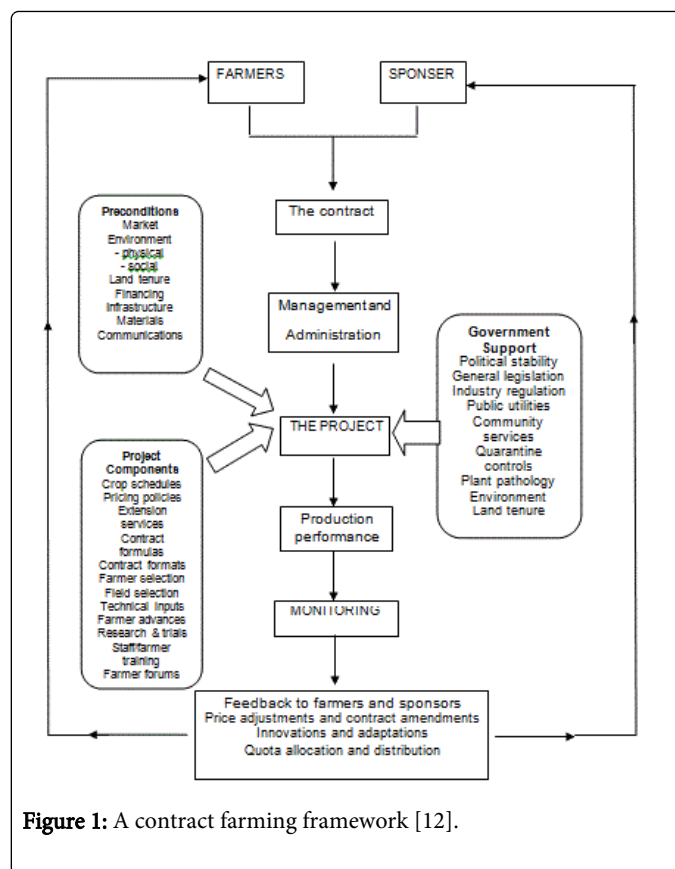 FARMERS
SPONSER
The contract
Management and
Administration
Preconditions
Market
Environment
- physical
- social
Land tenure
Financing
Infrastructure
Materials
Communications
Government
Support
Political stability
General legislation
Industry regulation
Public utilities
Community
services
Quarantine
controls
Plant pathology
Environment
Land tenure
THE PROJECT
Project
Components
Crop schedules
Pricing policies
Extension
services
Contract
formulas
Contract formats
Farmer selection
Field selection
Technical inputs
Farmer advances
Research & trials
Staff/farmer
training
Farmer forums
Production
performance
MONITORING
Feedback to farmers and sponsors
Price adjustments and contract amendments
Innovations and adaptations
Quota allocation and distribution
Figure 1: A contract farming framework [12].